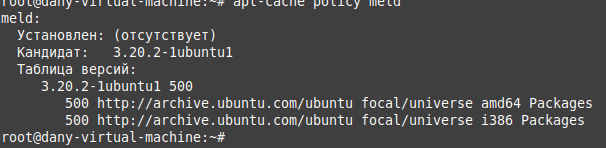 root@dany-virtual-machine:~# apt-cache policy meld
meld:
  Установлен: (отсутствует)
  Кандидат:   3.20.2-1ubuntu1
  Таблица версий:
     3.20.2-1ubuntu1 500
        500 http://archive.ubuntu.com/ubuntu focal/universe amd64 Packages
        500 http://archive.ubuntu.com/ubuntu focal/universe i386 Packages
root@dany-virtual-machine:~#